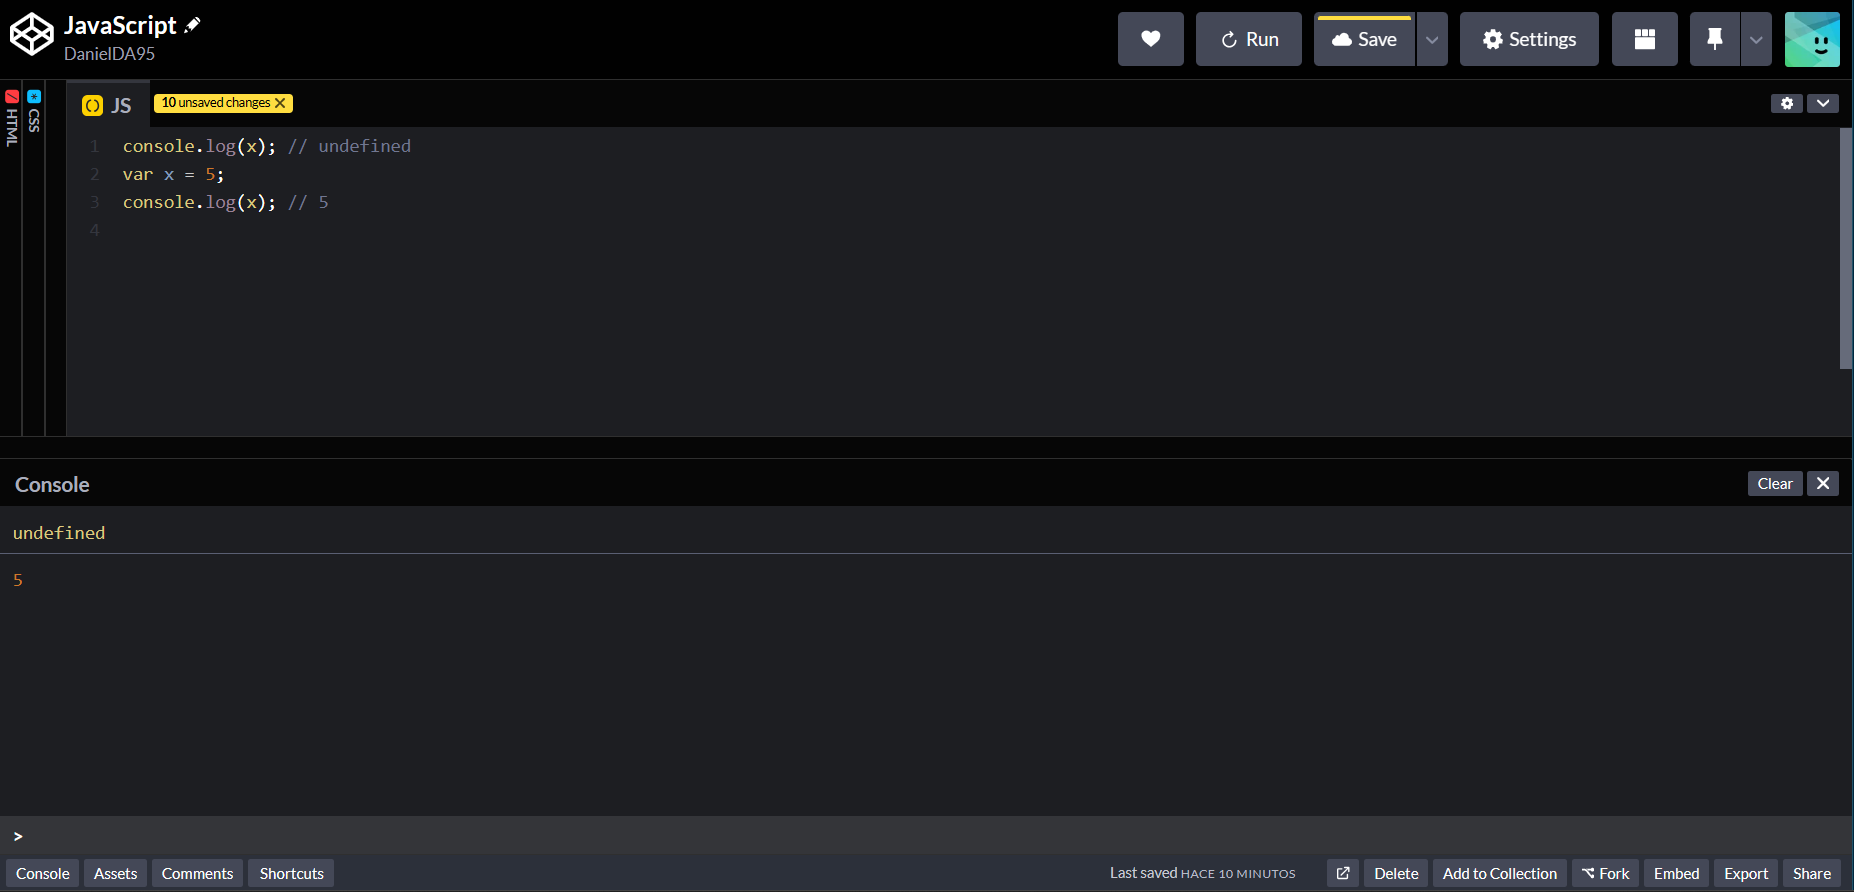 JavaScript
DanielDA95
Run
Save
Settings
HTML
CSS
JS
10 unsaved changes
1 console.log(x); // undefined
2 var x = 5;
3 console.log(x); // 5
4
Console
Clear
undefined
5
>
Console Assets Comments Shortcuts
Last saved HACE 10 MINUTOS
Delete Add to Collection Fork Embed Export Share